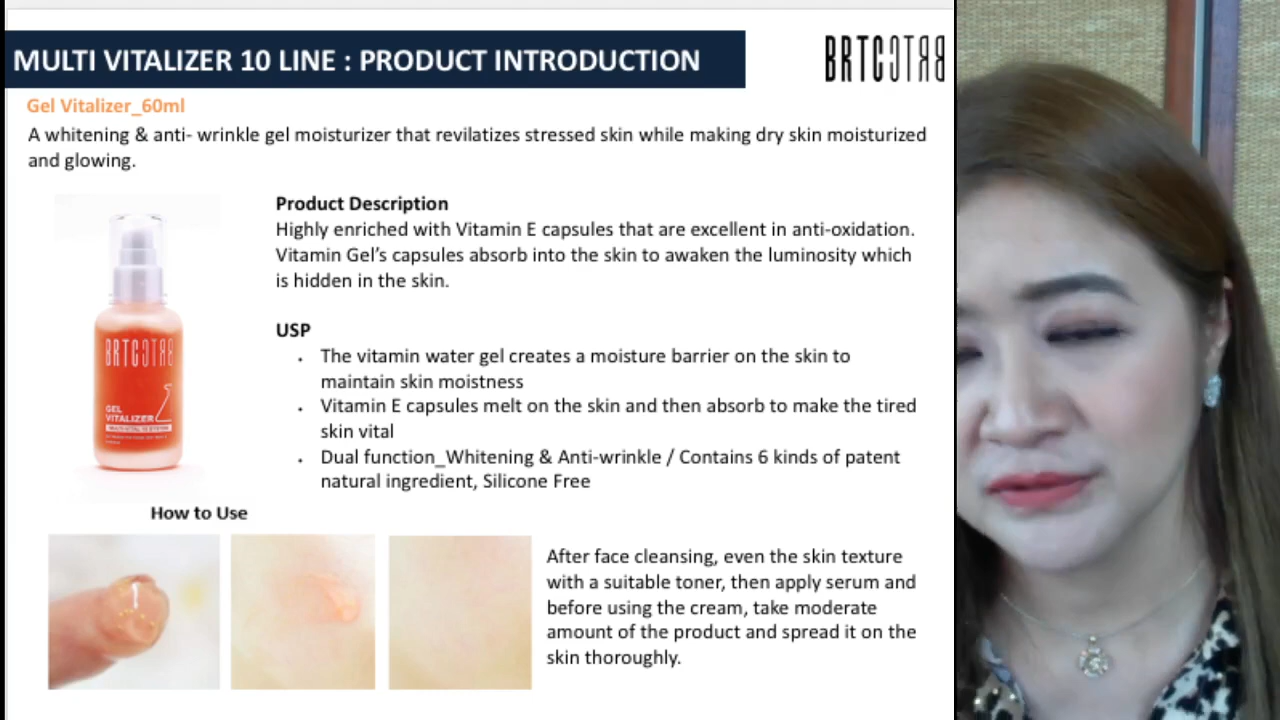 MULTI VITALIZER 10 LINE : PRODUCT INTRODUCTION
BRTC
Gel Vitalizer_60ml
A whitening & anti- wrinkle gel moisturizer that revilatizes stressed skin while making dry skin moisturized
and glowing.
Product Description
Highly enriched with Vitamin E capsules that are excellent in anti-oxidation.
Vitamin Gel’s capsules absorb into the skin to awaken the luminosity which
is hidden in the skin.
USP
• The vitamin water gel creates a moisture barrier on the skin to
maintain skin moistness
• Vitamin E capsules melt on the skin and then absorb to make the tired
skin vital
• Dual function_Whitening & Anti-wrinkle / Contains 6 kinds of patent
natural ingredient, Silicone Free
BRTC
GEL
VITALIZER
How to Use
After face cleansing, even the skin texture
with a suitable toner, then apply serum and
before using the cream, take moderate
amount of the product and spread it on the
skin thoroughly.